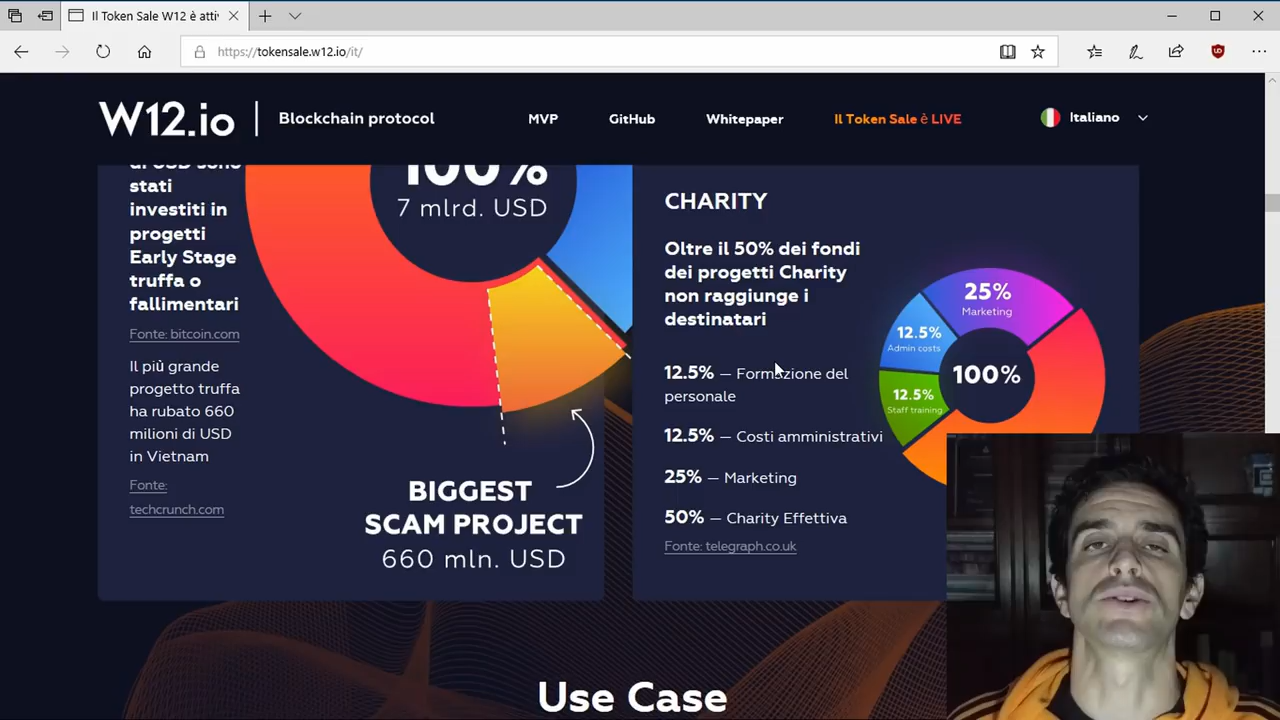 Il Token Sale W12 è atti
https://tokensale.w12.io/it/
W12.io | Blockchain protocol
MVP
GitHub
Whitepaper
Il Token Sale è LIVE
Italiano
di USD sono
stati
investiti in
progetti
Early Stage
truffa o
fallimentari
Fonte: bitcoin.com
Il più grande
progetto truffa
ha rubato 660
milioni di USD
in Vietnam
Fonte:
techcrunch.com
100%
7 mlrd. USD
BIGGEST
SCAM PROJECT
660 mln. USD
CHARITY
Oltre il 50% dei fondi
dei progetti Charity
non raggiunge i
destinatari
12.5% — Formazione del
personale
12.5% — Costi amministrativi
25% — Marketing
50% — Charity Effettiva
Fonte: telegraph.co.uk
25%
Marketing
12.5%
Admin costs
12.5%
Staff training
100%
Use Case